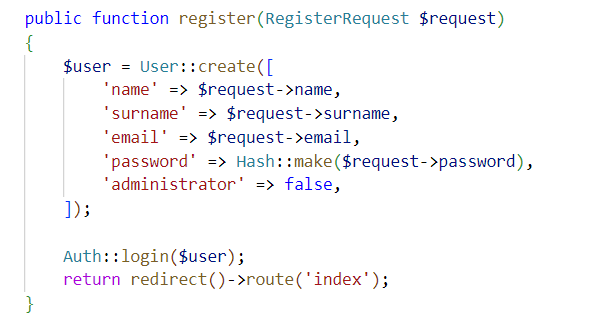 public function register(RegisterRequest $request)
{
    $user = User::create([
        'name' => $request->name,
        'surname' => $request->surname,
        'email' => $request->email,
        'password' => Hash::make($request->password),
        'administrator' => false,
    ]);

    Auth::login($user);
    return redirect()->route('index');
}